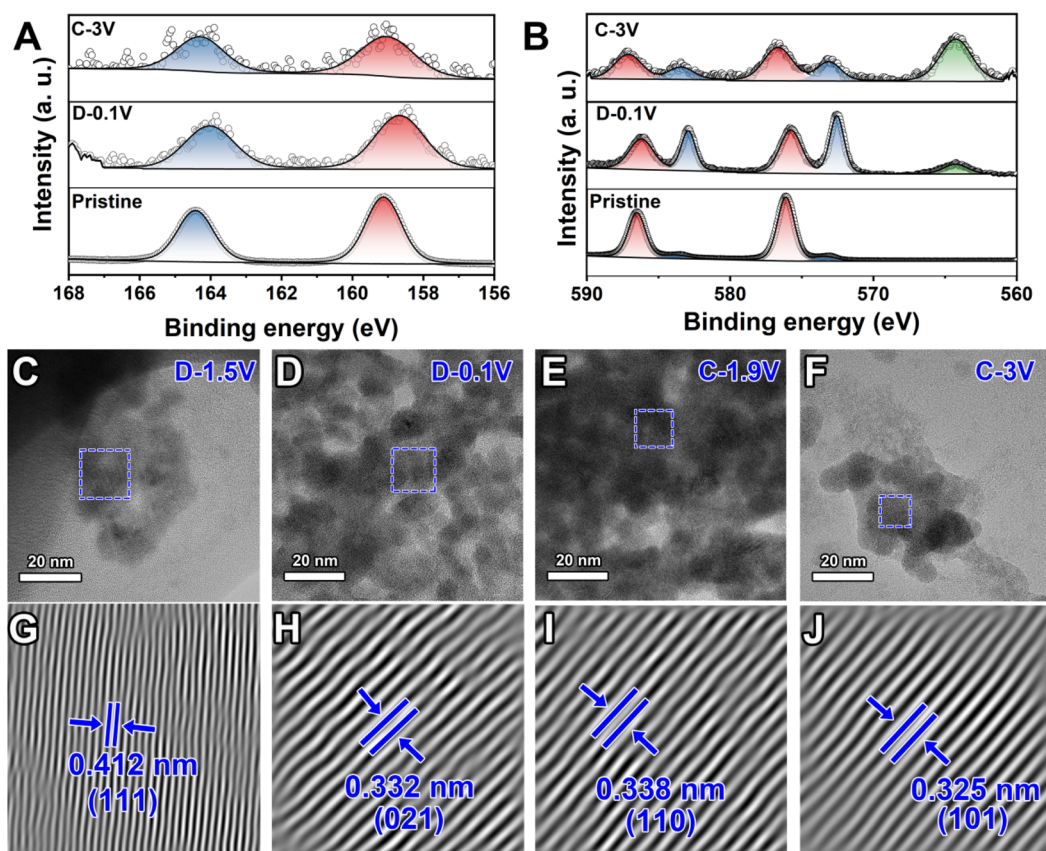 A
C-3V
D-0.1V
Pristine
Intensity (a. u.)
168 166 164 162 160 158 156
Binding energy (eV)
B
C-3V
D-0.1V
Pristine
Intensity (a. u.)
590 580 570 560
Binding energy (eV)
C
D-1.5V
20 nm
D
D-0.1V
20 nm
E
C-1.9V
20 nm
F
C-3V
20 nm
G
0.412 nm
(111)
H
0.332 nm
(021)
I
0.338 nm
(110)
J
0.325 nm
(101)